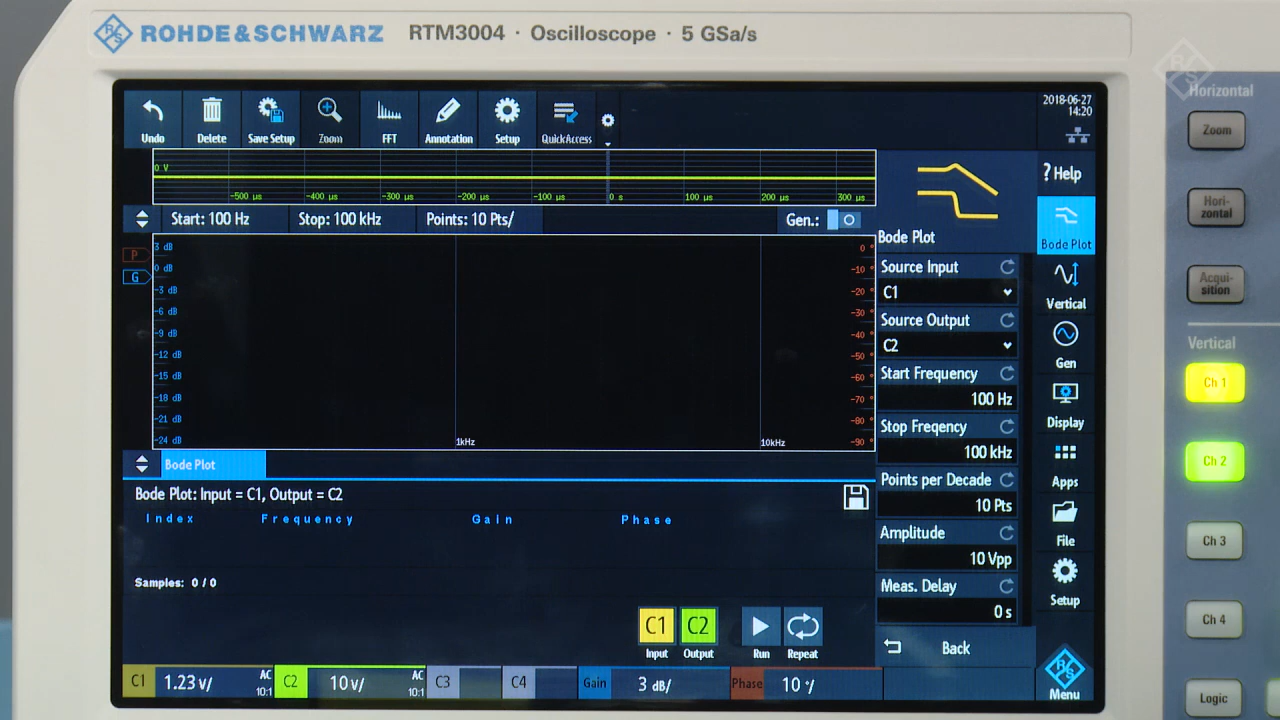 ROHDE&SCHWARZ RTM3004 · Oscilloscope · 5 GSa/s
R&S
Undo Delete Save Setup Zoom FFT Annotation Setup QuickAccess
2018-06-27
14:20
0 V
-500 µs -400 µs -300 µs -200 µs -100 µs 0 s 100 µs 200 µs 300 µs
Start: 100 Hz Stop: 100 kHz Points: 10 Pts/ Gen.:
P
G
3 dB
0 dB
-3 dB
-6 dB
-9 dB
-12 dB
-15 dB
-18 dB
-21 dB
-24 dB
1kHz 10kHz
0 °
-10 °
-20 °
-30 °
-40 °
-50 °
-60 °
-70 °
-80 °
-90 °
Bode Plot
Bode Plot: Input = C1, Output = C2
Index Frequency Gain Phase
Samples: 0 / 0
C1 C2
Input Output Run Repeat
C1 1.23 V/ AC 10:1 C2 10 V/ AC 10:1 C3 C4 Gain 3 dB/ Phase 10 °/
Bode Plot
Source Input
C1
Source Output
C2
Start Frequency
100 Hz
Stop Freqency
100 kHz
Points per Decade
10 Pts
Amplitude
10 Vpp
Meas. Delay
0 s
Back
? Help
Bode Plot
Vertical
Gen
Display
Apps
File
Setup
R&S
Menu
Horizontal
Zoom
Hori-
zontal
Acqui-
sition
Vertical
Ch 1
Ch 2
Ch 3
Ch 4
Logic
R&S